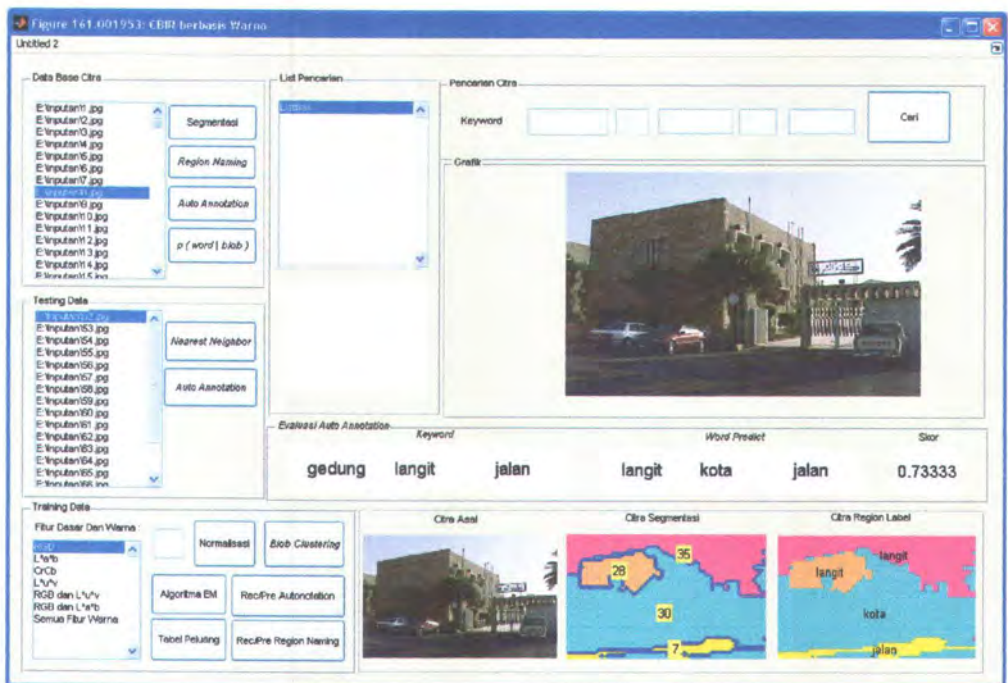 Figure 161.001953: CBIR berbasis Warna
Untitled 2
Data Base Citra
E:\Inputan\1.jpg
E:\Inputan\2.jpg
E:\Inputan\3.jpg
E:\Inputan\4.jpg
E:\Inputan\5.jpg
E:\Inputan\6.jpg
E:\Inputan\7.jpg
E:\Inputan\9.jpg
E:\Inputan\10.jpg
E:\Inputan\11.jpg
E:\Inputan\12.jpg
E:\Inputan\13.jpg
E:\Inputan\14.jpg
E:\Inputan\15.jpg
Segmentasi
Region Naming
Auto Annotation
p ( word | blob )
List Pencarian
Pencarian Citra
Keyword
Cari
Grafik
Testing Data
E:\Inputan\53.jpg
E:\Inputan\54.jpg
E:\Inputan\55.jpg
E:\Inputan\56.jpg
E:\Inputan\57.jpg
E:\Inputan\58.jpg
E:\Inputan\59.jpg
E:\Inputan\60.jpg
E:\Inputan\61.jpg
E:\Inputan\62.jpg
E:\Inputan\63.jpg
E:\Inputan\64.jpg
E:\Inputan\65.jpg
E:\Inputan\66.jpg
Nearest Neighbor
Auto Annotation
Evaluasi Auto Annotation
Keyword Word Predict Skor
gedung langit jalan langit kota jalan 0.73333
Training Data
Fitur Dasar Dan Warna :
RGB
L*a*b
CrCb
L*u*v
RGB dan L*u*v
RGB dan L*a*b
Semua Fitur Warna
Normalisasi
Blob Clustering
Algoritma EM
Rec/Pre Autonotation
Tabel Peluang
Rec/Pre Region Naming
Citra Asal
Citra Segmentasi
35
28
30
7
Citra Region Label
langit
langit
kota
jalan